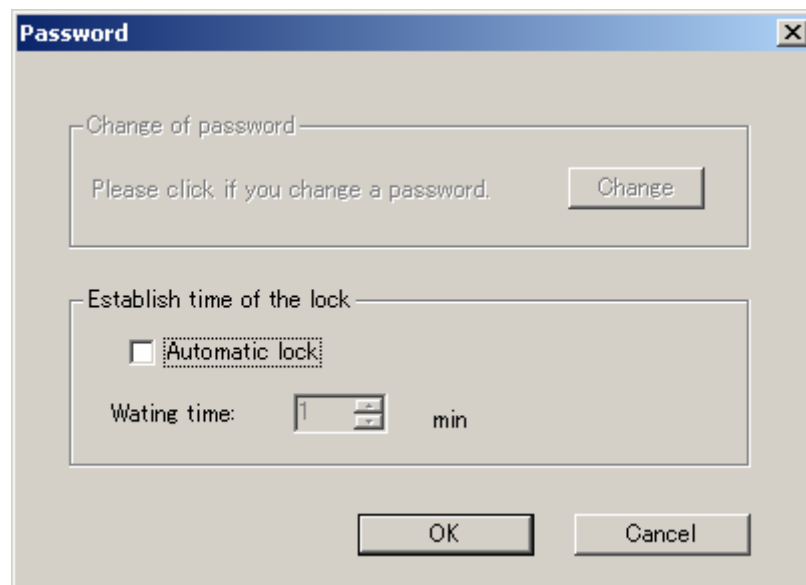 Password
Change of password
Please click if you change a password.
Change
Establish time of the lock
Automatic lock
Wating time: 1 min
OK Cancel